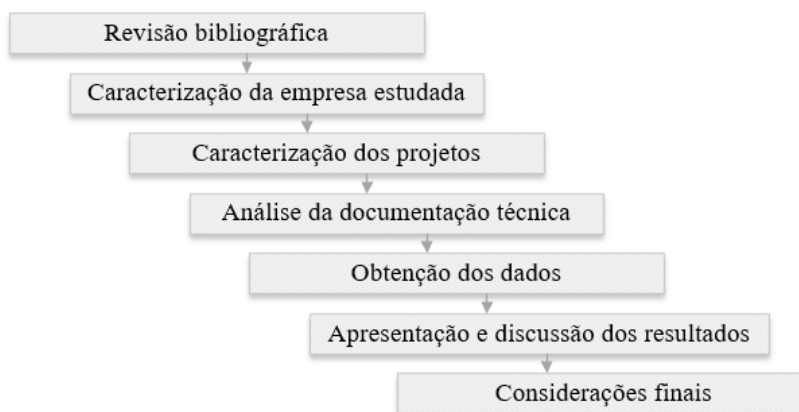 Revisão bibliográfica
Caracterização da empresa estudada
Caracterização dos projetos
Análise da documentação técnica
Obtenção dos dados
Apresentação e discussão dos resultados
Considerações finais